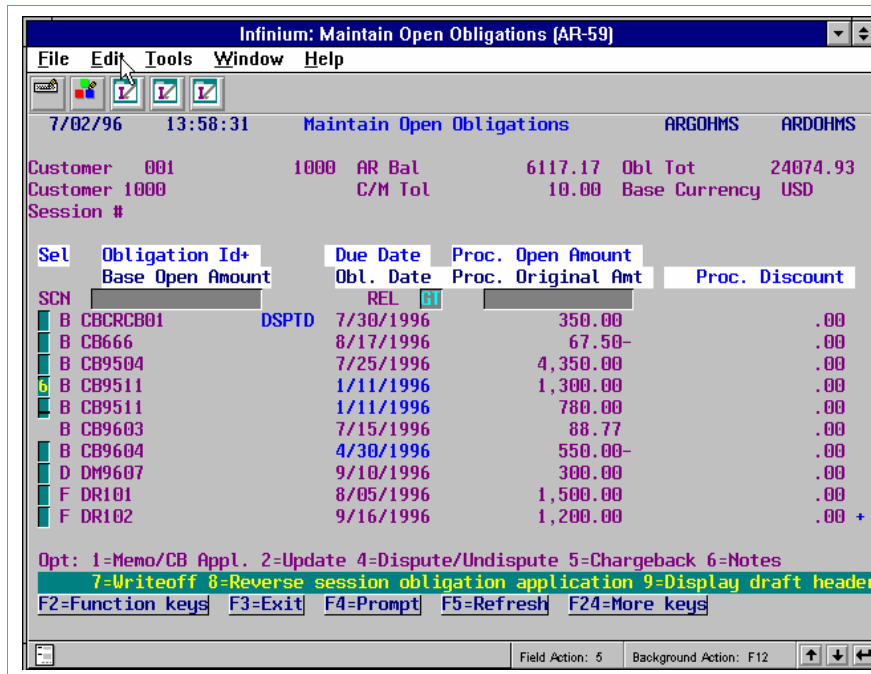 Infinium: Maintain Open Obligations (AR-59)
File Edit Tools Window Help
7/02/96 13:58:31 Maintain Open Obligations ARGOHMS ARDOHMS
Customer 001 1000 AR Bal 6117.17 Obl Tot 24074.93
Customer 1000 C/M Tol 10.00 Base Currency USD
Session #
Sel Obligation Id+ Due Date Proc. Open Amount
Base Open Amount Obl. Date Proc. Original Amt Proc. Discount
SCN REL GT
B CBCRCB01 DSPTD 7/30/1996 350.00 .00
B CB666 8/17/1996 67.50- .00
B CB9504 7/25/1996 4,350.00 .00
6 B CB9511 1/11/1996 1,300.00 .00
B CB9511 1/11/1996 780.00 .00
B CB9603 7/15/1996 88.77 .00
B CB9604 4/30/1996 550.00- .00
D DM9607 9/10/1996 300.00 .00
F DR101 8/05/1996 1,500.00 .00
F DR102 9/16/1996 1,200.00 .00 +
Opt: 1=Memo/CB Appl. 2=Update 4=Dispute/Undispute 5=Chargeback 6=Notes
7=Writeoff 8=Reverse session obligation application 9=Display draft header
F2=Function keys F3=Exit F4=Prompt F5=Refresh F24=More keys
Field Action: 5 Background Action: F12